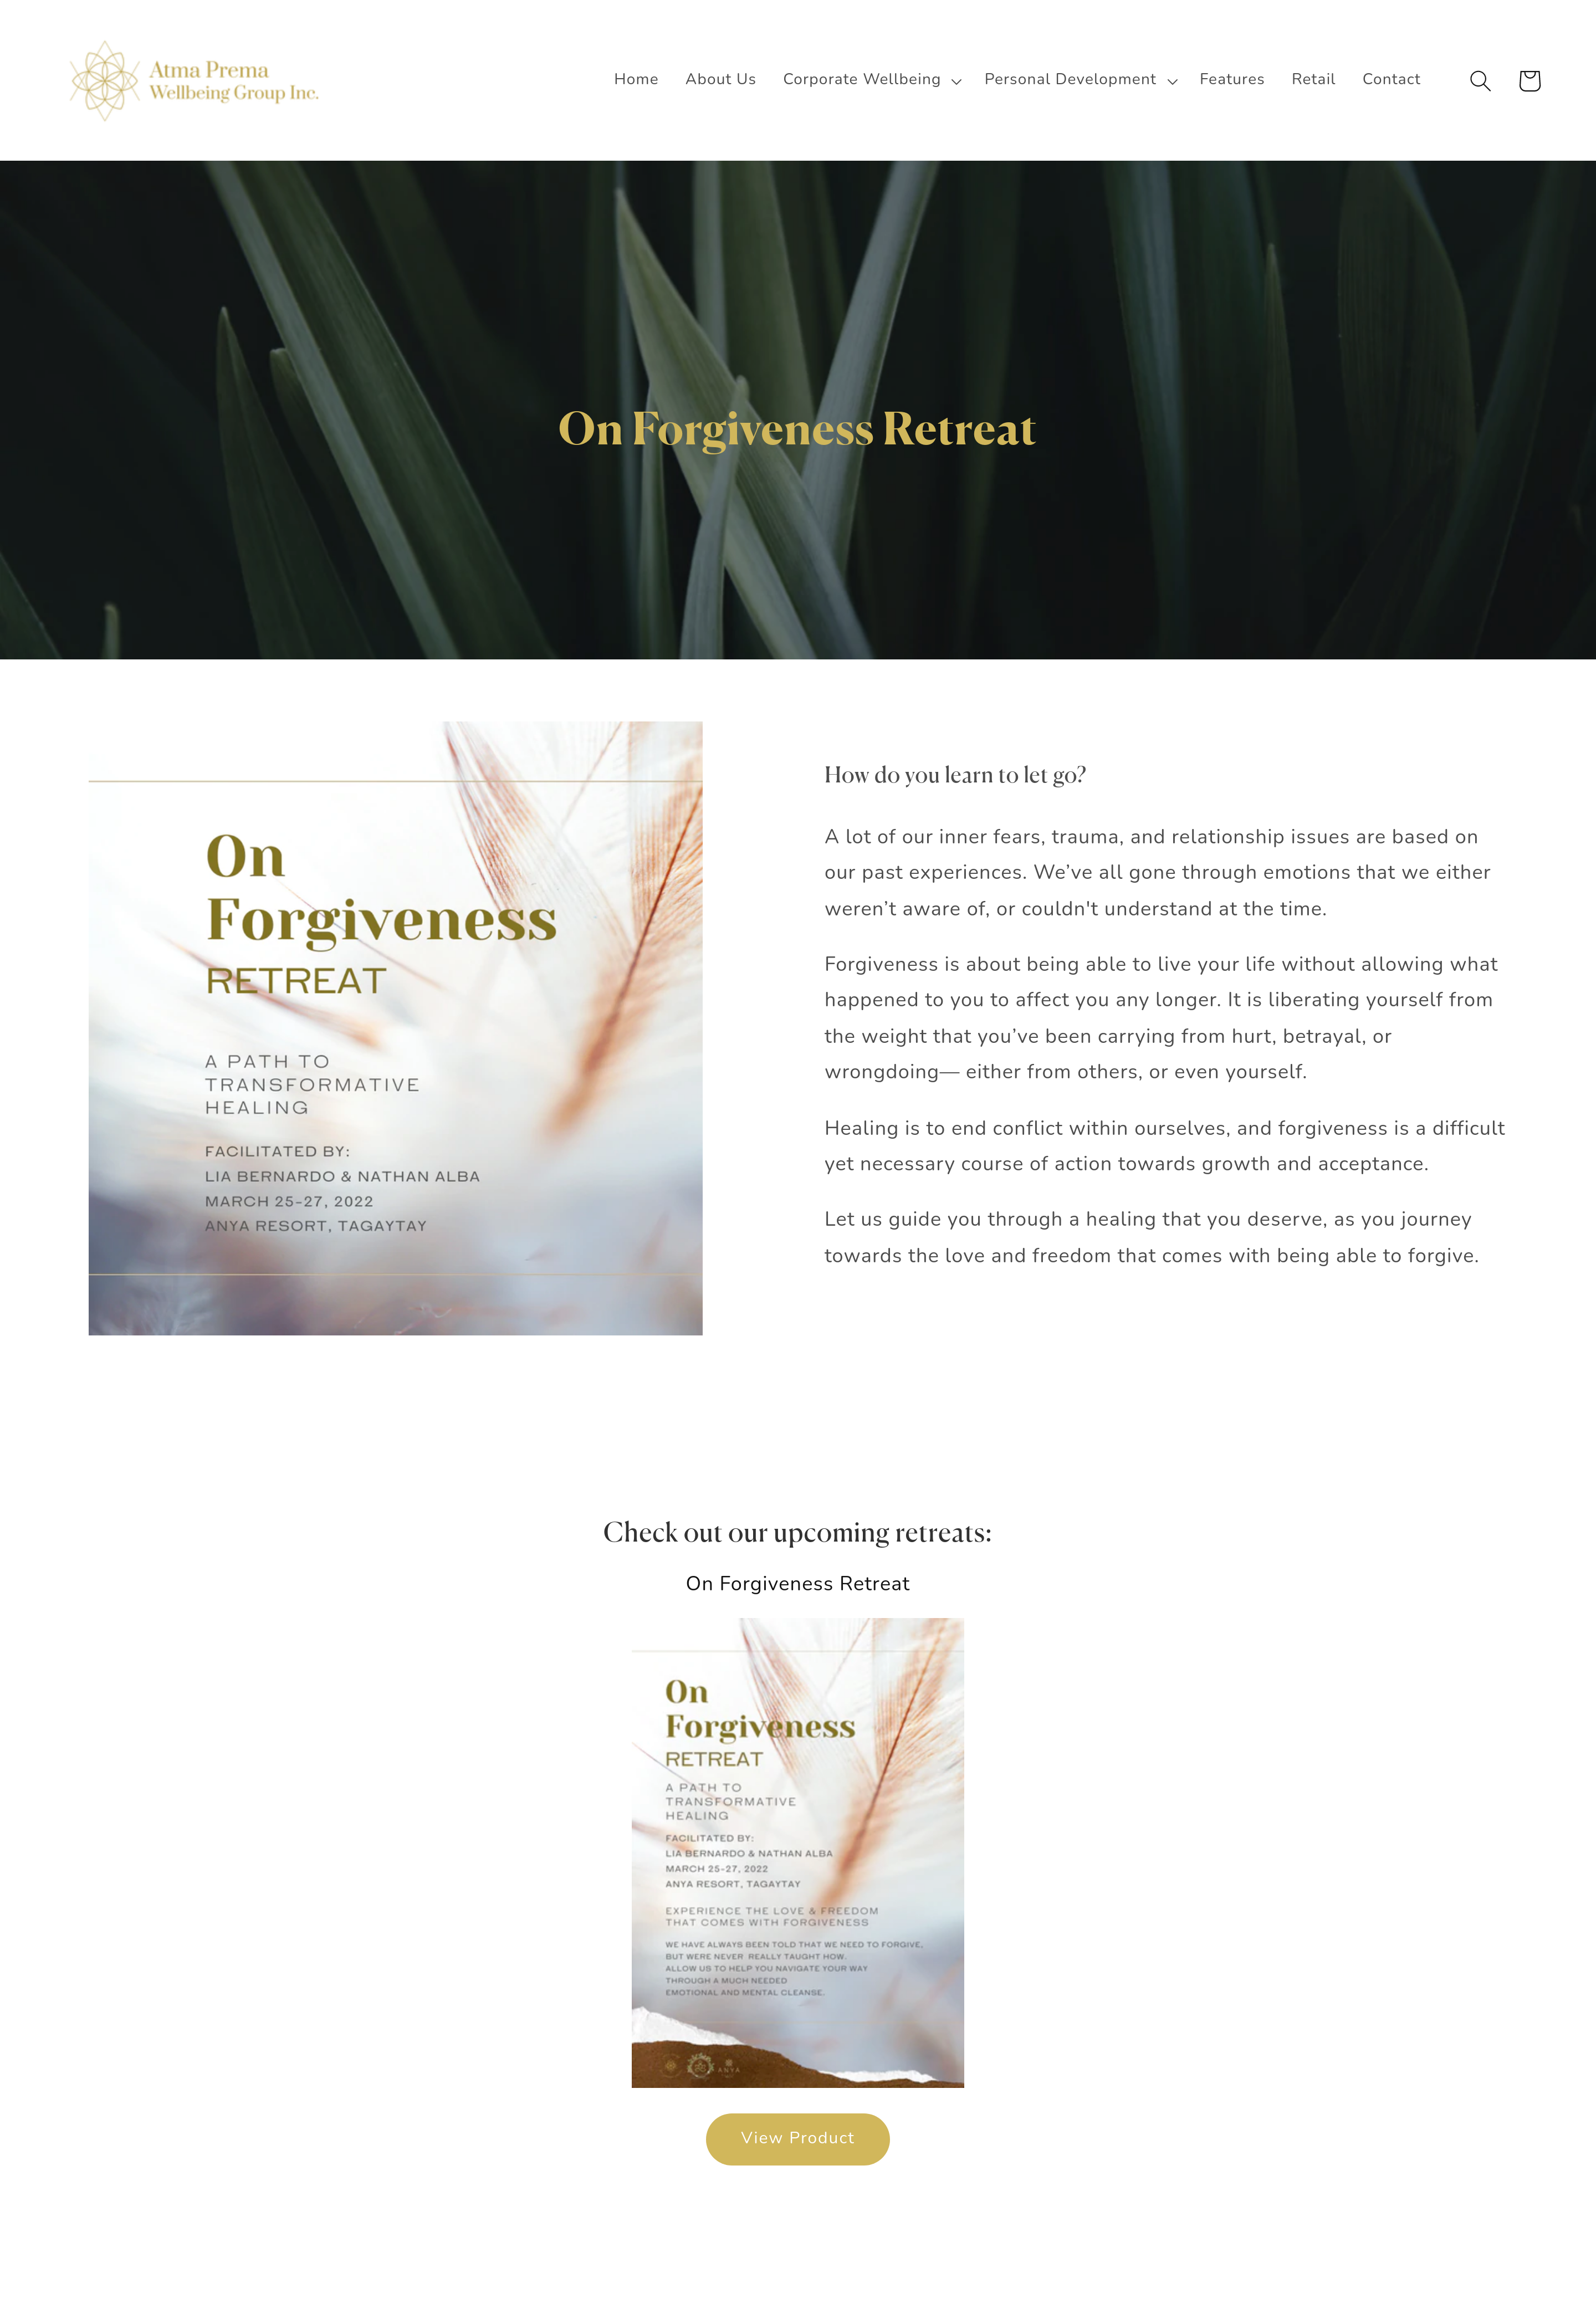 Atma Prema
Wellbeing Group Inc.
Home About Us Corporate Wellbeing Personal Development Features Retail Contact
On Forgiveness Retreat
On
Forgiveness
RETREAT
A PATH TO
TRANSFORMATIVE
HEALING
FACILITATED BY:
LIA BERNARDO & NATHAN ALBA
MARCH 25-27, 2022
ANYA RESORT, TAGAYTAY
How do you learn to let go?
A lot of our inner fears, trauma, and relationship issues are based on
our past experiences. We’ve all gone through emotions that we either
weren’t aware of, or couldn't understand at the time.
Forgiveness is about being able to live your life without allowing what
happened to you to affect you any longer. It is liberating yourself from
the weight that you’ve been carrying from hurt, betrayal, or
wrongdoing— either from others, or even yourself.
Healing is to end conflict within ourselves, and forgiveness is a difficult
yet necessary course of action towards growth and acceptance.
Let us guide you through a healing that you deserve, as you journey
towards the love and freedom that comes with being able to forgive.
Check out our upcoming retreats:
On Forgiveness Retreat
On
Forgiveness
RETREAT
A PATH TO
TRANSFORMATIVE
HEALING
FACILITATED BY:
LIA BERNARDO & NATHAN ALBA
MARCH 25-27, 2022
ANYA RESORT, TAGAYTAY
EXPERIENCE THE LOVE & FREEDOM
THAT COMES WITH FORGIVENESS
WE HAVE ALWAYS BEEN TOLD THAT WE NEED TO FORGIVE,
BUT WERE NEVER REALLY TAUGHT HOW.
ALLOW US TO HELP YOU NAVIGATE YOUR WAY
THROUGH A MUCH NEEDED
EMOTIONAL AND MENTAL CLEANSE.
ANYA
View Product